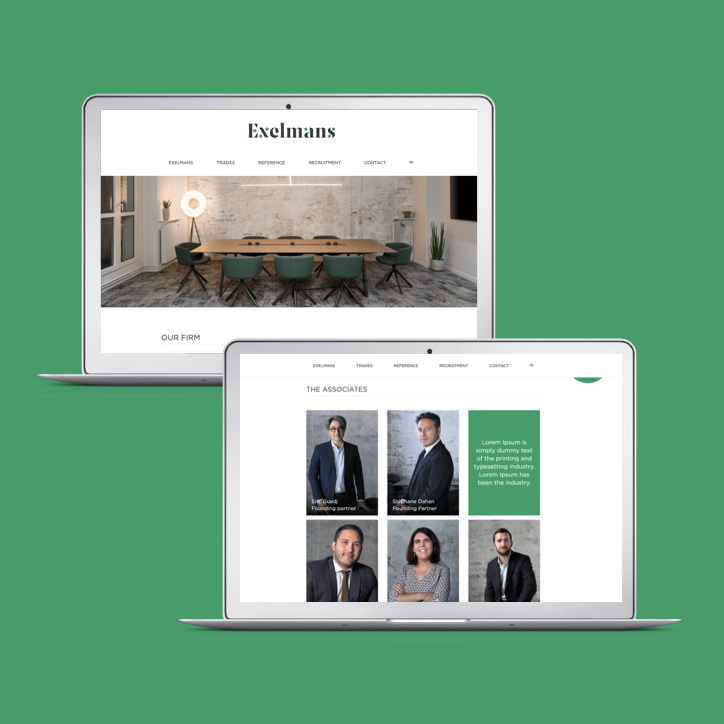 Exelmans
EXELMANS TRADES REFERENCE RECRUITMENT CONTACT
OUR FIRM
EXELMANS TRADES REFERENCE RECRUITMENT CONTACT
THE ASSOCIATES
Eric Guedj
Founding partner
Stéphane Dahan
Founding Partner
Lorem Ipsum is
simply dummy text
of the printing and
typesetting industry.
Lorem Ipsum has
been the industry.